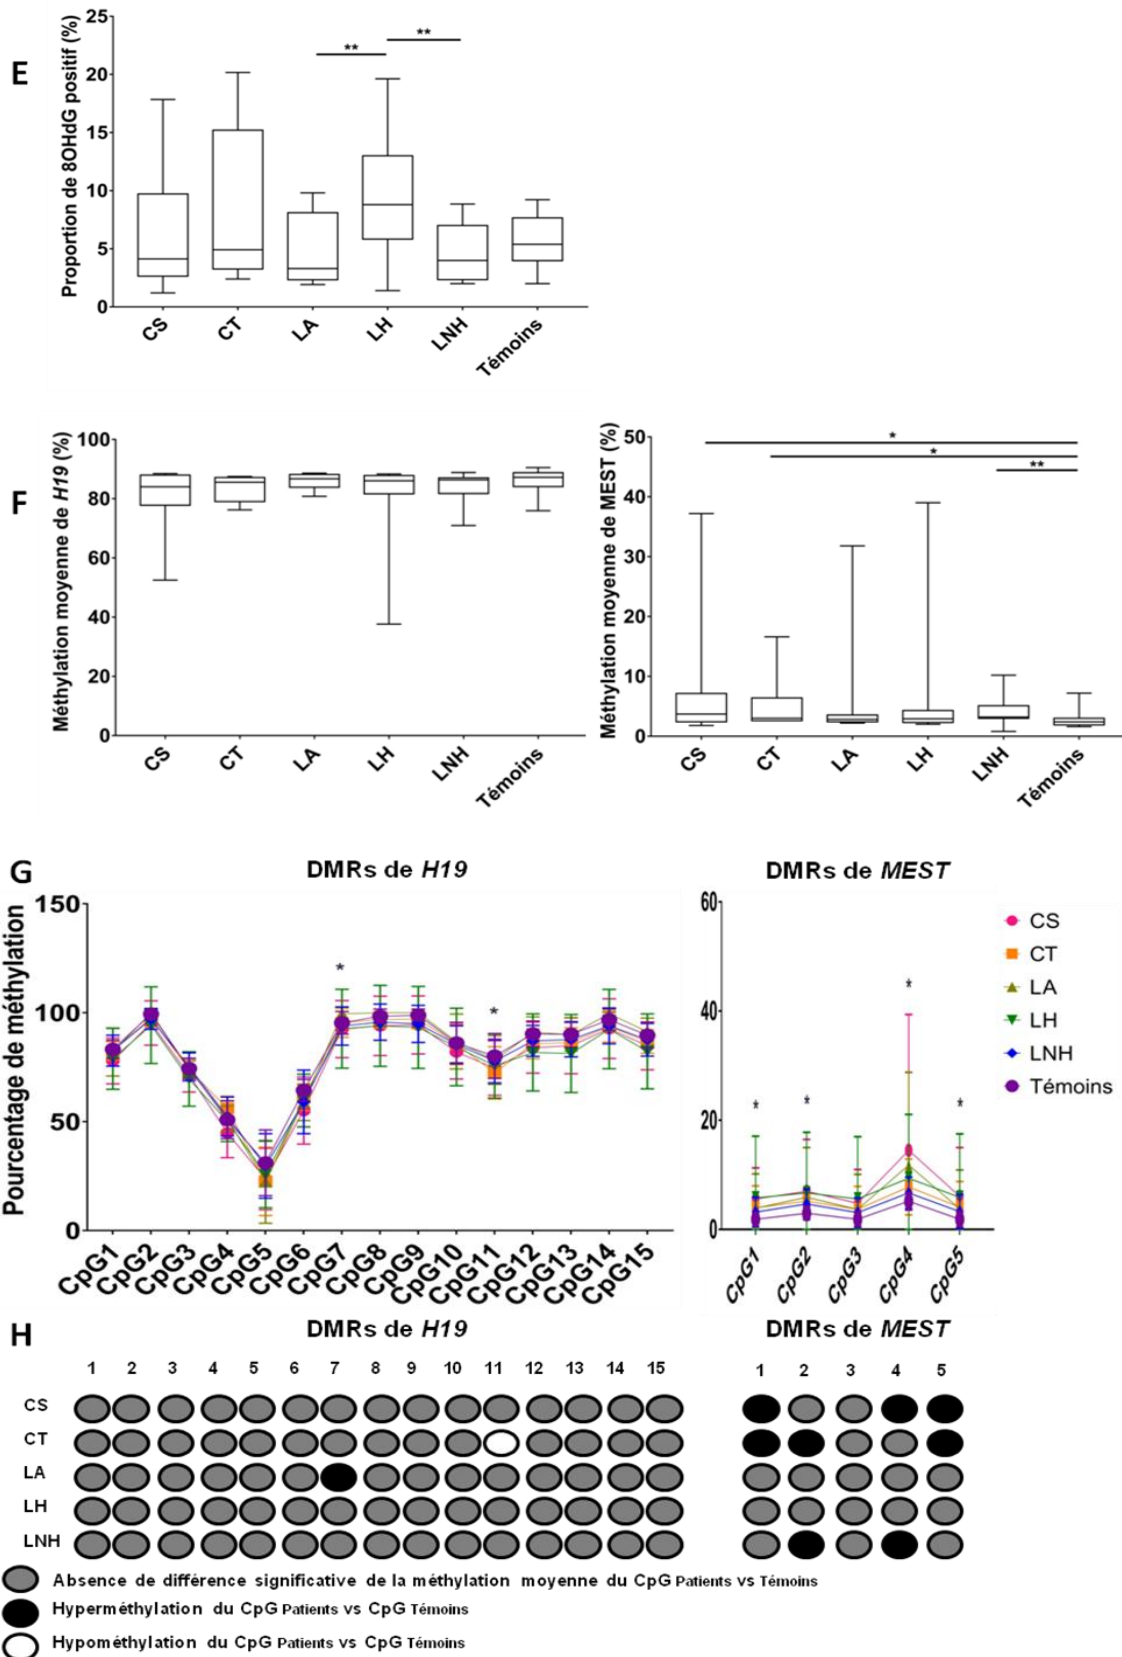 E
Proportion de 8OHdG positif (%)
25
20
15
10
5
0
** **
CS CT LA LH LNH Témoins
F
Méthylation moyenne de H19 (%)
100
80
60
40
20
0
CS CT LA LH LNH Témoins
Méthylation moyenne de MEST (%)
50
40
30
20
10
0
*
*
**
CS CT LA LH LNH Témoins
G
DMRs de H19
Pourcentage de méthylation
150
100
50
0
* *
CpG1 CpG2 CpG3 CpG4 CpG5 CpG6 CpG7 CpG8 CpG9 CpG10 CpG11 CpG12 CpG13 CpG14 CpG15
DMRs de MEST
60
40
20
0
* * * *
CpG1 CpG2 CpG3 CpG4 CpG5
CS
CT
LA
LH
LNH
Témoins
H
DMRs de H19
DMRs de MEST
1 2 3 4 5 6 7 8 9 10 11 12 13 14 15
1 2 3 4 5
CS
CT
LA
LH
LNH
Absence de différence significative de la méthylation moyenne du CpG Patients vs Témoins
Hyperméthylation du CpG Patients vs CpG Témoins
Hypométhylation du CpG Patients vs CpG Témoins